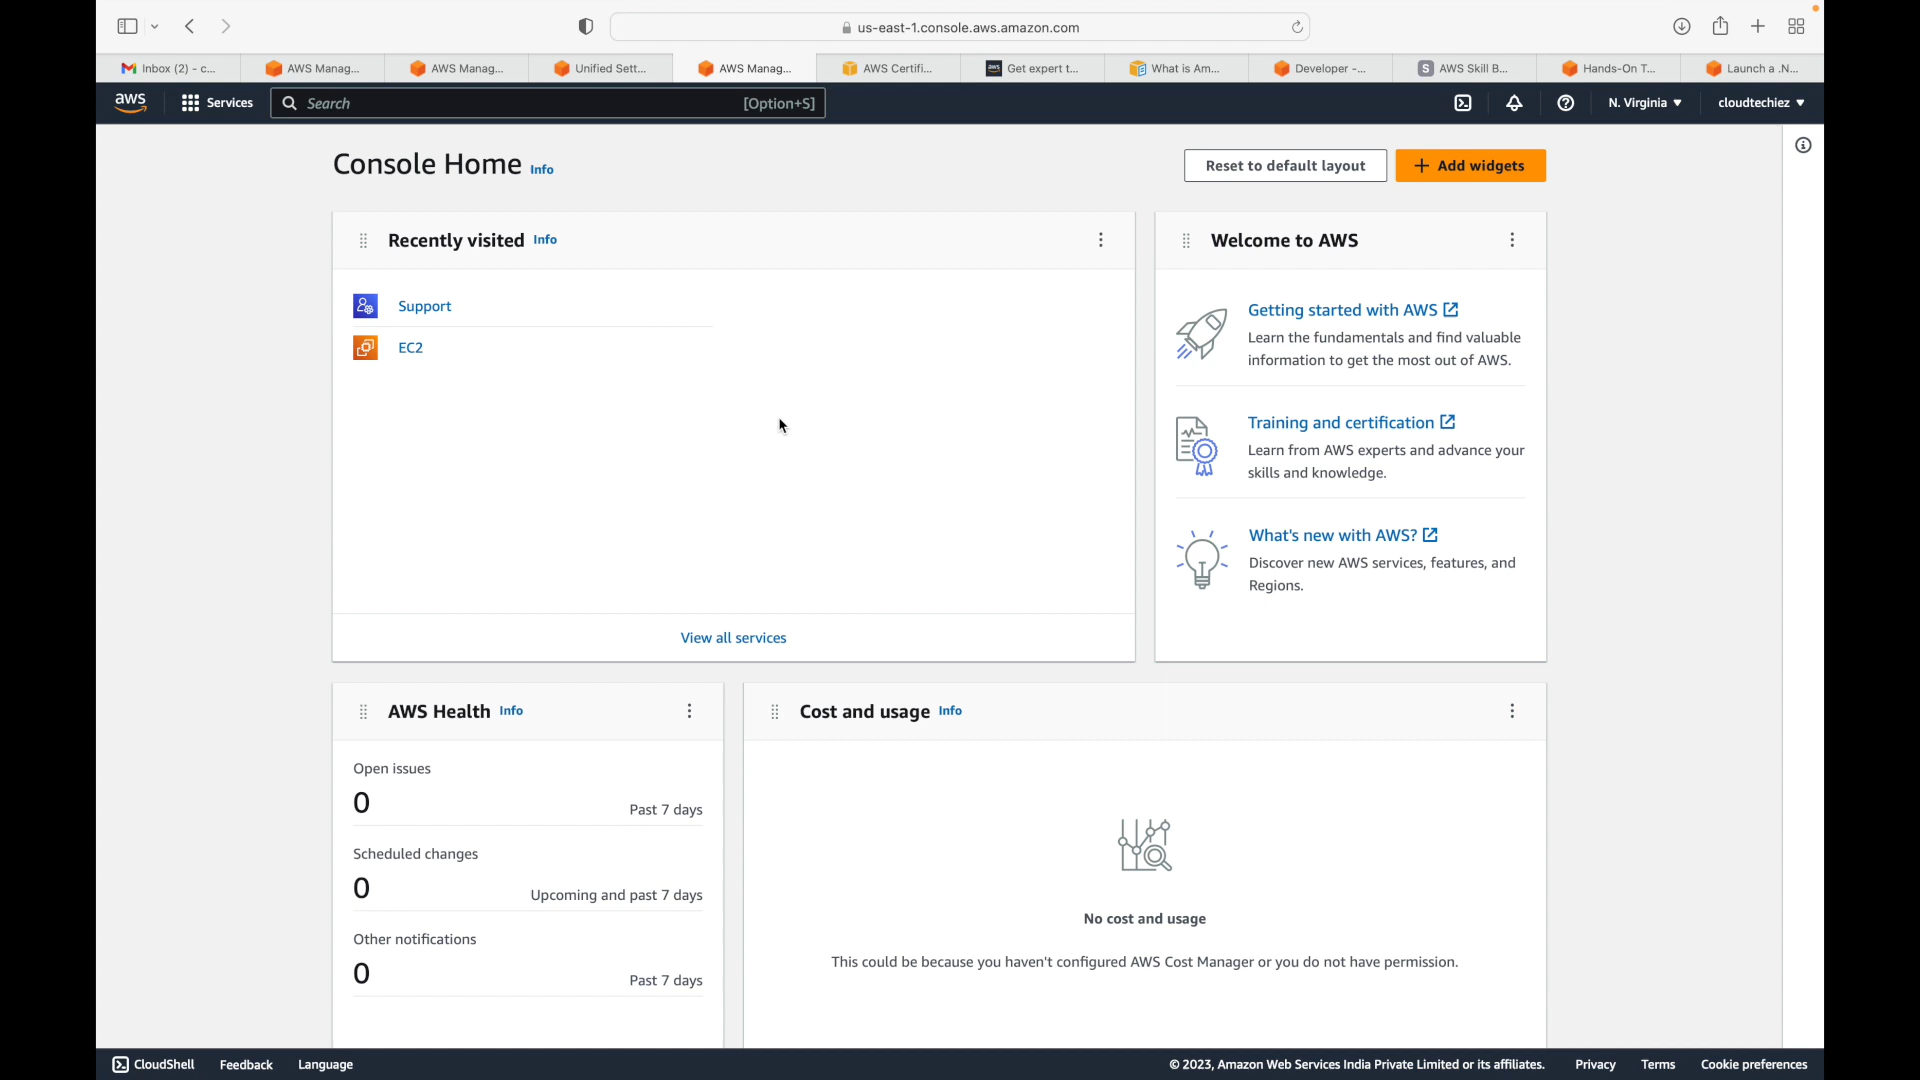 us-east-1.console.aws.amazon.com
Inbox (2) - c...
AWS Manag...
AWS Manag...
Unified Sett...
AWS Manag...
AWS Certifi...
aws
Get expert t...
What is Am...
Developer -...
S
AWS Skill B...
Hands-On T...
Launch a .N...
aws
Services
Search
[Option+S]
N. Virginia
cloudtechiez
Console Home Info
Reset to default layout
Add widgets
Recently visited Info
Support
EC2
View all services
Welcome to AWS
Getting started with AWS
Learn the fundamentals and find valuable
information to get the most out of AWS.
Training and certification
Learn from AWS experts and advance your
skills and knowledge.
What's new with AWS?
Discover new AWS services, features, and
Regions.
AWS Health Info
Open issues
0
Past 7 days
Scheduled changes
0
Upcoming and past 7 days
Other notifications
0
Past 7 days
Cost and usage Info
No cost and usage
This could be because you haven't configured AWS Cost Manager or you do not have permission.
CloudShell
Feedback
Language
© 2023, Amazon Web Services India Private Limited or its affiliates.
Privacy
Terms
Cookie preferences